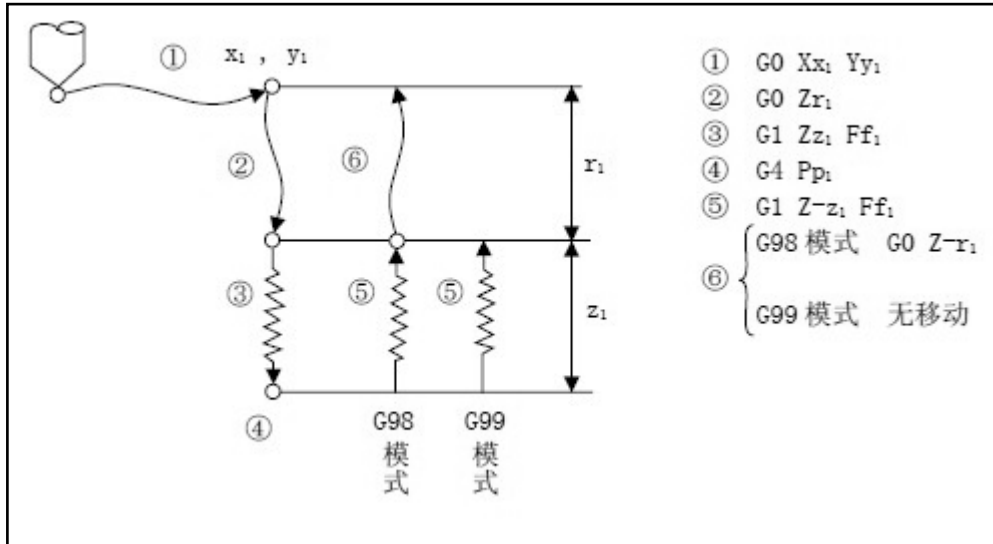 ① x₁ , y₁
② ⑥ r₁
③ ⑤ ⑤ z₁
④ G98 模式 G99 模式
① G0 Xx₁ Yy₁
② G0 Zr₁
③ G1 Zz₁ Ff₁
④ G4 Pp₁
⑤ G1 Z-z₁ Ff₁
⑥ G98 模式 G0 Z-r₁
G99 模式 无移动